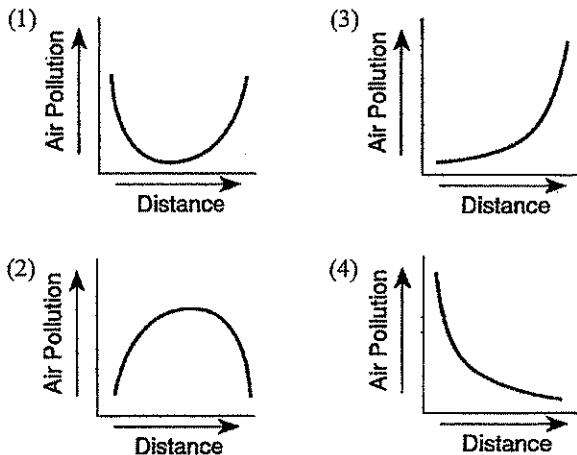 (1)
Air Pollution
Distance
(2)
Air Pollution
Distance
(3)
Air Pollution
Distance
(4)
Air Pollution
Distance